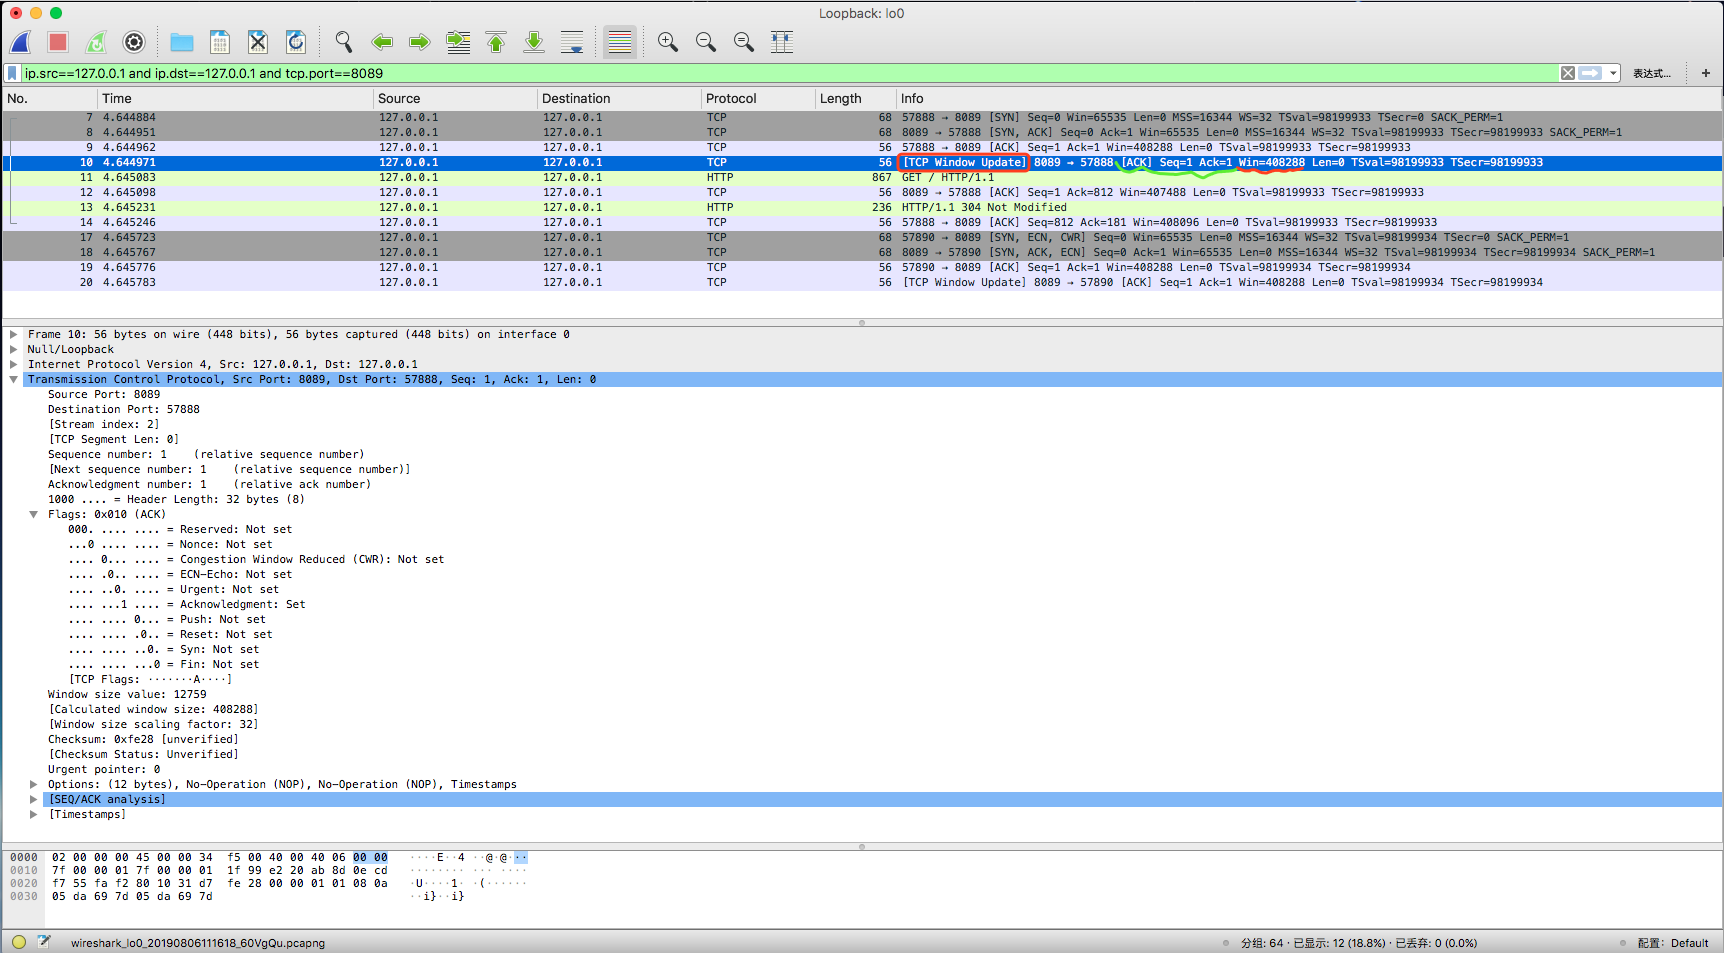 Loopback: lo0
ip.src==127.0.0.1 and ip.dst==127.0.0.1 and tcp.port==8089 表达式… +
No. Time Source Destination Protocol Length Info
7 4.644884 127.0.0.1 127.0.0.1 TCP 68 57888 → 8089 [SYN] Seq=0 Win=65535 Len=0 MSS=16344 WS=32 TSval=98199933 TSecr=0 SACK_PERM=1
8 4.644951 127.0.0.1 127.0.0.1 TCP 68 8089 → 57888 [SYN, ACK] Seq=0 Ack=1 Win=65535 Len=0 MSS=16344 WS=32 TSval=98199933 TSecr=98199933 SACK_PERM=1
9 4.644962 127.0.0.1 127.0.0.1 TCP 56 57888 → 8089 [ACK] Seq=1 Ack=1 Win=408288 Len=0 TSval=98199933 TSecr=98199933
10 4.644971 127.0.0.1 127.0.0.1 TCP 56 [TCP Window Update] 8089 → 57888 [ACK] Seq=1 Ack=1 Win=408288 Len=0 TSval=98199933 TSecr=98199933
11 4.645083 127.0.0.1 127.0.0.1 HTTP 867 GET / HTTP/1.1
12 4.645098 127.0.0.1 127.0.0.1 TCP 56 8089 → 57888 [ACK] Seq=1 Ack=812 Win=407488 Len=0 TSval=98199933 TSecr=98199933
13 4.645231 127.0.0.1 127.0.0.1 HTTP 236 HTTP/1.1 304 Not Modified
14 4.645246 127.0.0.1 127.0.0.1 TCP 56 57888 → 8089 [ACK] Seq=812 Ack=181 Win=408096 Len=0 TSval=98199933 TSecr=98199933
17 4.645723 127.0.0.1 127.0.0.1 TCP 68 57890 → 8089 [SYN, ECN, CWR] Seq=0 Win=65535 Len=0 MSS=16344 WS=32 TSval=98199934 TSecr=0 SACK_PERM=1
18 4.645767 127.0.0.1 127.0.0.1 TCP 68 8089 → 57890 [SYN, ACK, ECN] Seq=0 Ack=1 Win=65535 Len=0 MSS=16344 WS=32 TSval=98199934 TSecr=98199934 SACK_PERM=1
19 4.645776 127.0.0.1 127.0.0.1 TCP 56 57890 → 8089 [ACK] Seq=1 Ack=1 Win=408288 Len=0 TSval=98199934 TSecr=98199934
20 4.645783 127.0.0.1 127.0.0.1 TCP 56 [TCP Window Update] 8089 → 57890 [ACK] Seq=1 Ack=1 Win=408288 Len=0 TSval=98199934 TSecr=98199934
Frame 10: 56 bytes on wire (448 bits), 56 bytes captured (448 bits) on interface 0
Null/Loopback
Internet Protocol Version 4, Src: 127.0.0.1, Dst: 127.0.0.1
Transmission Control Protocol, Src Port: 8089, Dst Port: 57888, Seq: 1, Ack: 1, Len: 0
Source Port: 8089
Destination Port: 57888
[Stream index: 2]
[TCP Segment Len: 0]
Sequence number: 1 (relative sequence number)
[Next sequence number: 1 (relative sequence number)]
Acknowledgment number: 1 (relative ack number)
1000 .... = Header Length: 32 bytes (8)
Flags: 0x010 (ACK)
000. .... .... = Reserved: Not set
...0 .... .... = Nonce: Not set
.... 0... .... = Congestion Window Reduced (CWR): Not set
.... .0.. .... = ECN-Echo: Not set
.... ..0. .... = Urgent: Not set
.... ...1 .... = Acknowledgment: Set
.... .... 0... = Push: Not set
.... .... .0.. = Reset: Not set
.... .... ..0. = Syn: Not set
.... .... ...0 = Fin: Not set
[TCP Flags: ·······A····]
Window size value: 12759
[Calculated window size: 408288]
[Window size scaling factor: 32]
Checksum: 0xfe28 [unverified]
[Checksum Status: Unverified]
Urgent pointer: 0
Options: (12 bytes), No-Operation (NOP), No-Operation (NOP), Timestamps
[SEQ/ACK analysis]
[Timestamps]
0000 02 00 00 00 45 00 00 34 f5 00 40 00 40 06 00 00 ····E··4 ··@·@···
0010 7f 00 00 01 7f 00 00 01 1f 99 e2 20 ab 8d 0e cd ········ ··· ····
0020 f7 55 fa f2 80 10 31 d7 fe 28 00 00 01 01 08 0a ·U····1· ·(······
0030 05 da 69 7d 05 da 69 7d ··i}··i}
wireshark_lo0_20190806111618_60VgQu.pcapng 分组: 64 · 已显示: 12 (18.8%) · 已丢弃: 0 (0.0%) 配置: Default